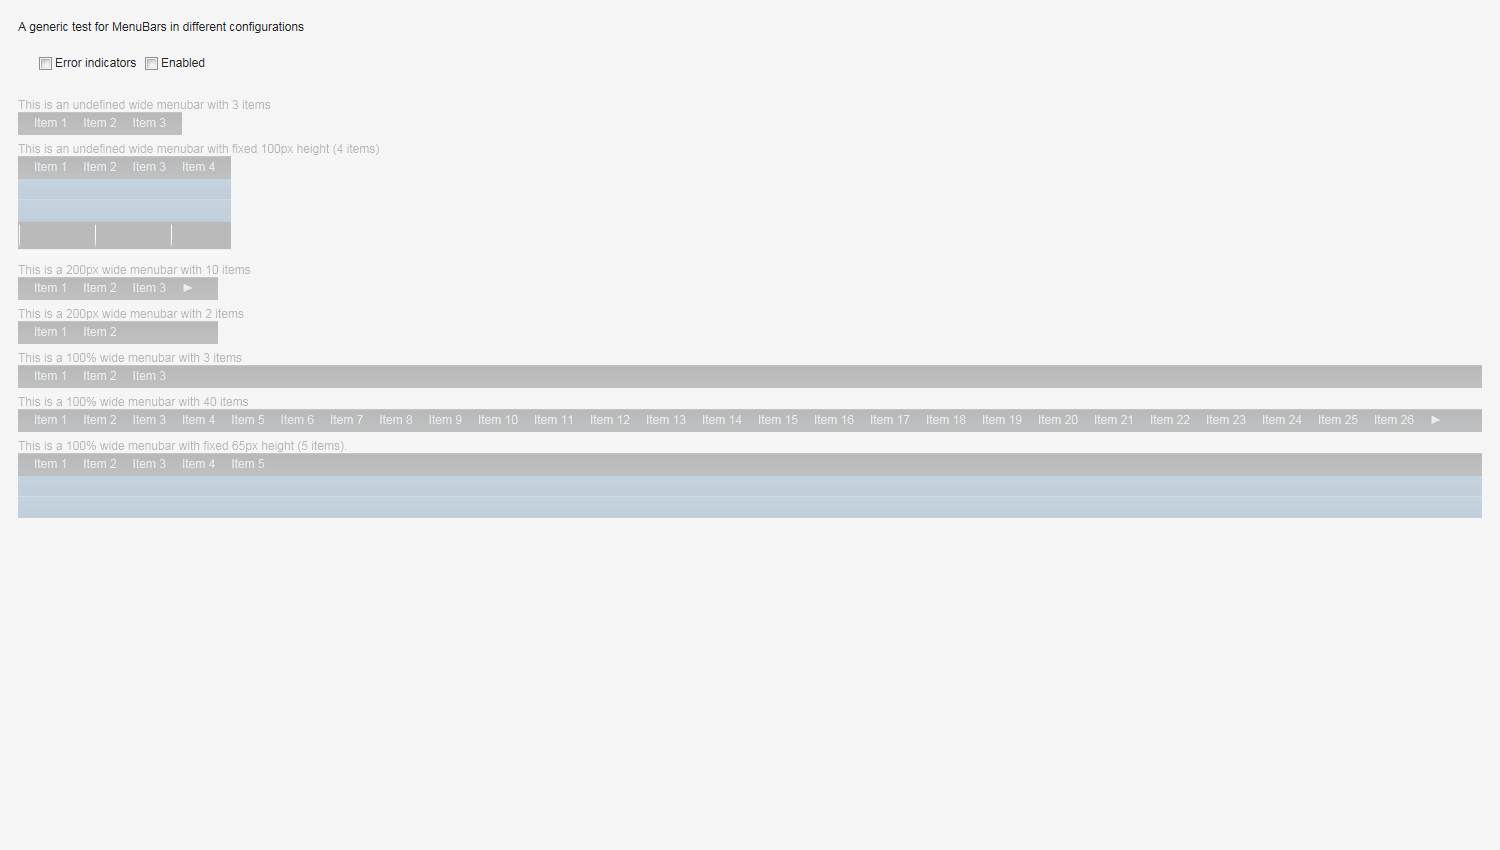 A generic test for MenuBars in different configurations
Error indicators Enabled
This is an undefined wide menubar with 3 items
Item 1 Item 2 Item 3
This is an undefined wide menubar with fixed 100px height (4 items)
Item 1 Item 2 Item 3 Item 4
This is a 200px wide menubar with 10 items
Item 1 Item 2 Item 3 ►
This is a 200px wide menubar with 2 items
Item 1 Item 2
This is a 100% wide menubar with 3 items
Item 1 Item 2 Item 3
This is a 100% wide menubar with 40 items
Item 1 Item 2 Item 3 Item 4 Item 5 Item 6 Item 7 Item 8 Item 9 Item 10 Item 11 Item 12 Item 13 Item 14 Item 15 Item 16 Item 17 Item 18 Item 19 Item 20 Item 21 Item 22 Item 23 Item 24 Item 25 Item 26 ►
This is a 100% wide menubar with fixed 65px height (5 items).
Item 1 Item 2 Item 3 Item 4 Item 5